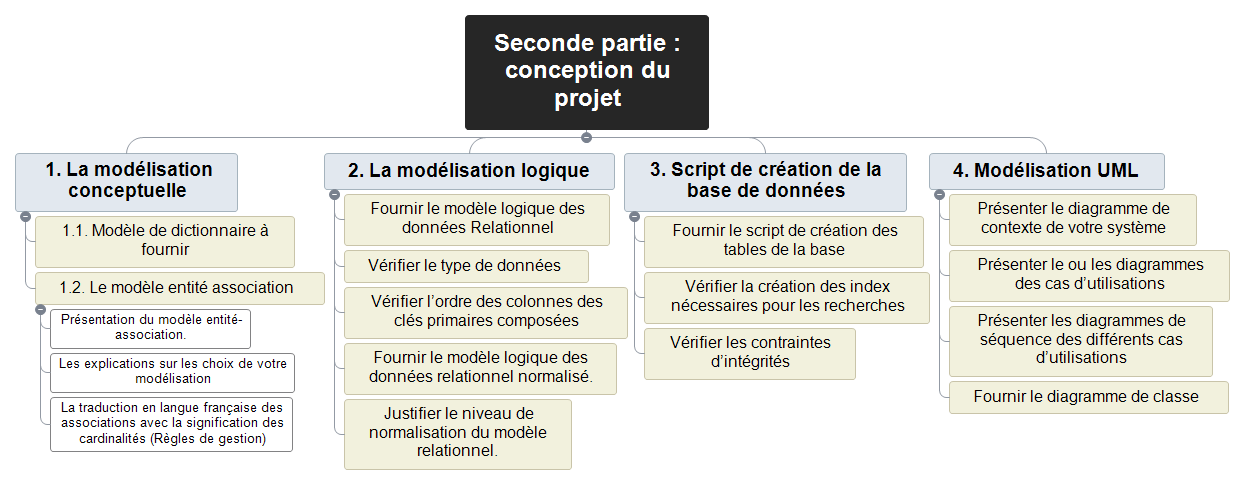 Seconde partie :
conception du
projet
1. La modélisation
conceptuelle
1.1. Modèle de dictionnaire à
fournir
1.2. Le modèle entité association
Présentation du modèle entité-
association.
Les explications sur les choix de votre
modélisation
La traduction en langue française des
associations avec la signification des
cardinalités (Règles de gestion)
2. La modélisation logique
Fournir le modèle logique des
données Relationnel
Vérifier le type de données
Vérifier l’ordre des colonnes des
clés primaires composées
Fournir le modèle logique des
données relationnel normalisé.
Justifier le niveau de
normalisation du modèle
relationnel.
3. Script de création de la
base de données
Fournir le script de création des
tables de la base
Vérifier la création des index
nécessaires pour les recherches
Vérifier les contraintes
d’intégrités
4. Modélisation UML
Présenter le diagramme de
contexte de votre système
Présenter le ou les diagrammes
des cas d’utilisations
Présenter les diagrammes de
séquence des différents cas
d’utilisations
Fournir le diagramme de classe